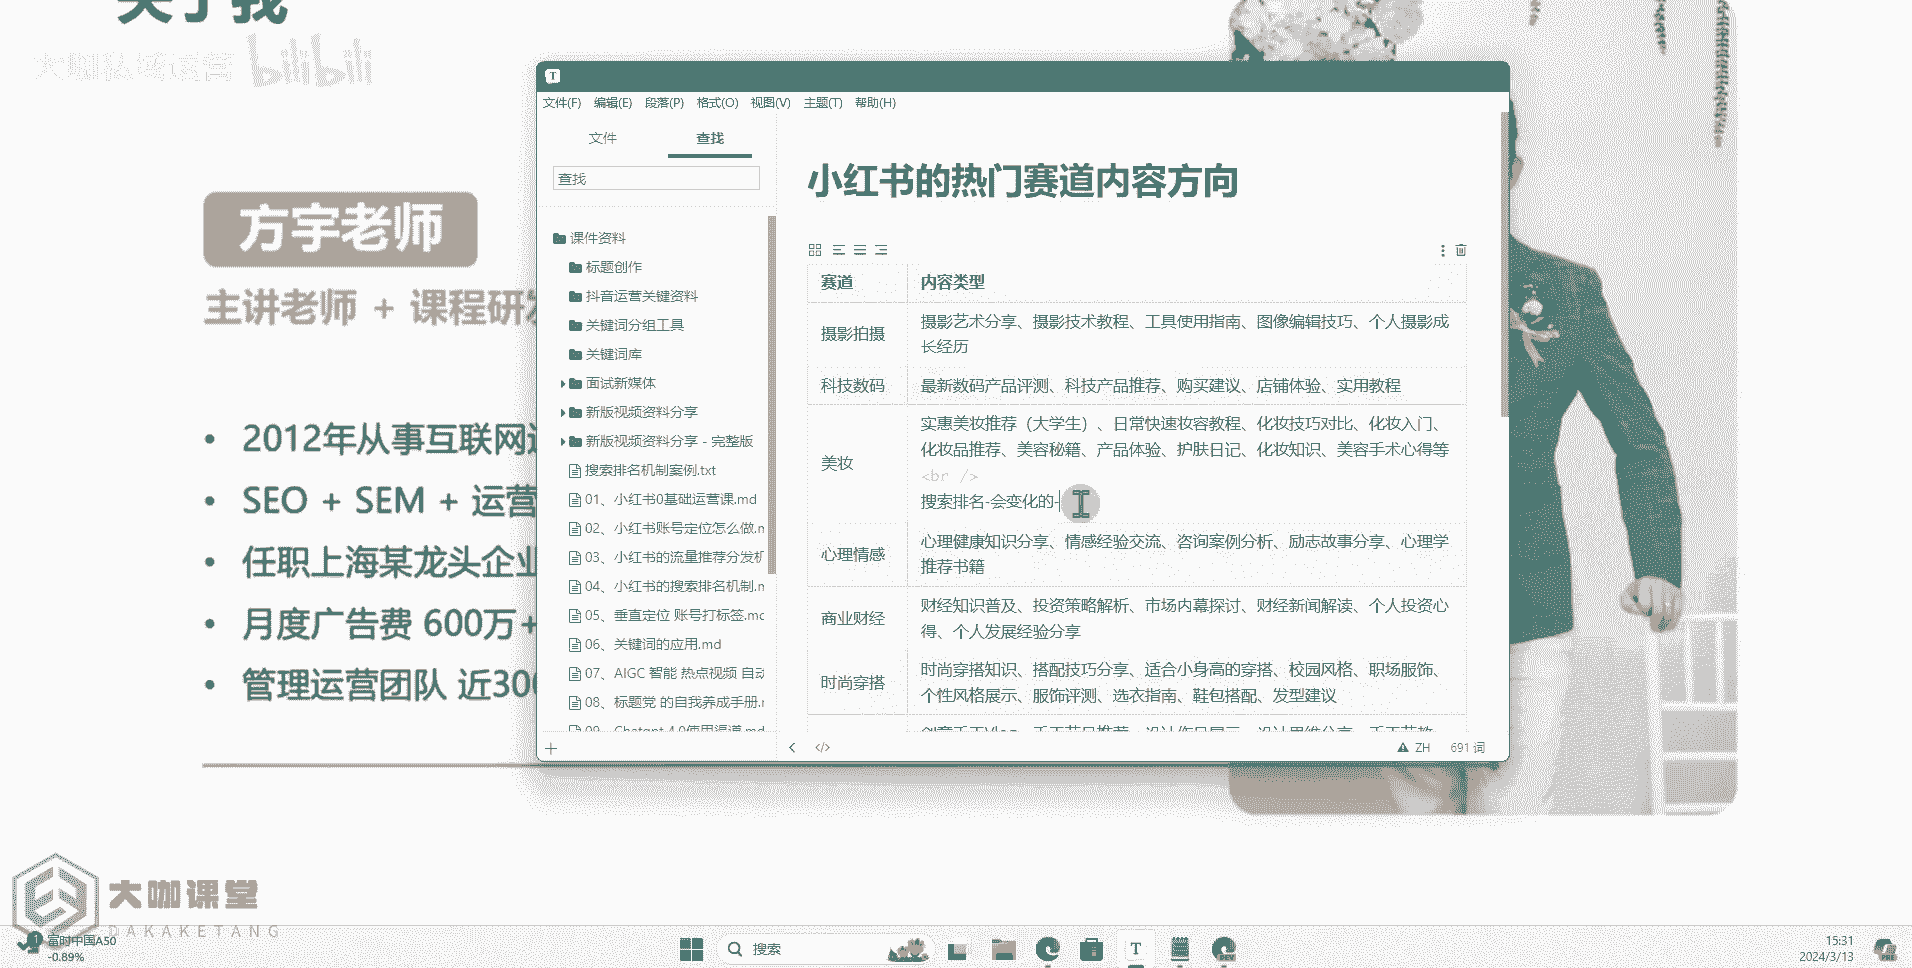 关于我
大咖私域运营 bilibili
方宇老师
主讲老师 + 课程研发
2012年从事互联网
SEO + SEM + 运营
任职上海某龙头企业
月度广告费 600万+
管理运营团队 近300
T
文件(F) 编辑(E) 段落(P) 格式(O) 视图(V) 主题(T) 帮助(H)
文件 查找
查找
课件资料
标题创作
抖音运营关键资料
关键词分组工具
关键词库
面试新媒体
新版视频资料分享
新版视频资料分享 - 完整版
搜索排名机制案例.txt
01、小红书0基础运营课.md
02、小红书账号定位怎么做.m
03、小红书的流量推荐分发机
04、小红书的搜索排名机制.m
05、垂直定位 账号打标签.md
06、关键词的应用.md
07、AIGC 智能 热点视频 自动
08、标题党 的自我养成手册.m
09、Chatgpt 4.0使用渠道.md
小红书的热门赛道内容方向
赛道 内容类型
摄影拍摄 摄影艺术分享、摄影技术教程、工具使用指南、图像编辑技巧、个人摄影成
长经历
科技数码 最新数码产品评测、科技产品推荐、购买建议、店铺体验、实用教程
美妆 实惠美妆推荐（大学生）、日常快速妆容教程、化妆技巧对比、化妆入门、
化妆品推荐、美容秘籍、产品体验、护肤日记、化妆知识、美容手术心得等
<br />
搜索排名-会变化的-
心理情感 心理健康知识分享、情感经验交流、咨询案例分析、励志故事分享、心理学
推荐书籍
商业财经 财经知识普及、投资策略解析、市场内幕探讨、财经新闻解读、个人投资心
得、个人发展经验分享
时尚穿搭 时尚穿搭知识、搭配技巧分享、适合小身高的穿搭、校园风格、职场服饰、
个性风格展示、服饰评测、选衣指南、鞋包搭配、发型建议
</> ZH 691 词
大咖课堂
DAKAKETANG
1 富时中国A50
-0.89%
搜索
T
DEV
15:31
2024/3/13
PRE